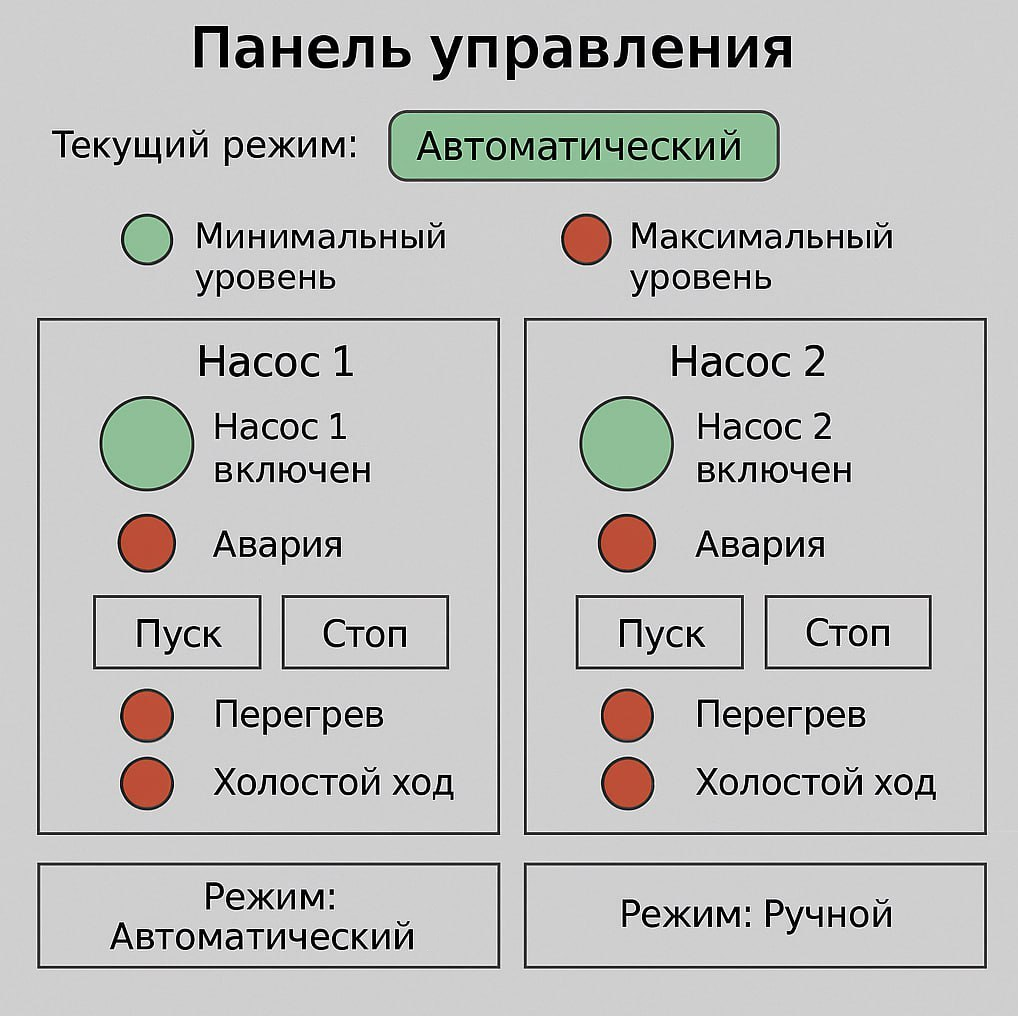 Панель управления
Текущий режим: Автоматический
Минимальный
уровень
Максимальный
уровень
Насос 1
Насос 1
включен
Авария
Пуск Стоп
Перегрев
Холостой ход
Насос 2
Насос 2
включен
Авария
Пуск Стоп
Перегрев
Холостой ход
Режим:
Автоматический
Режим: Ручной